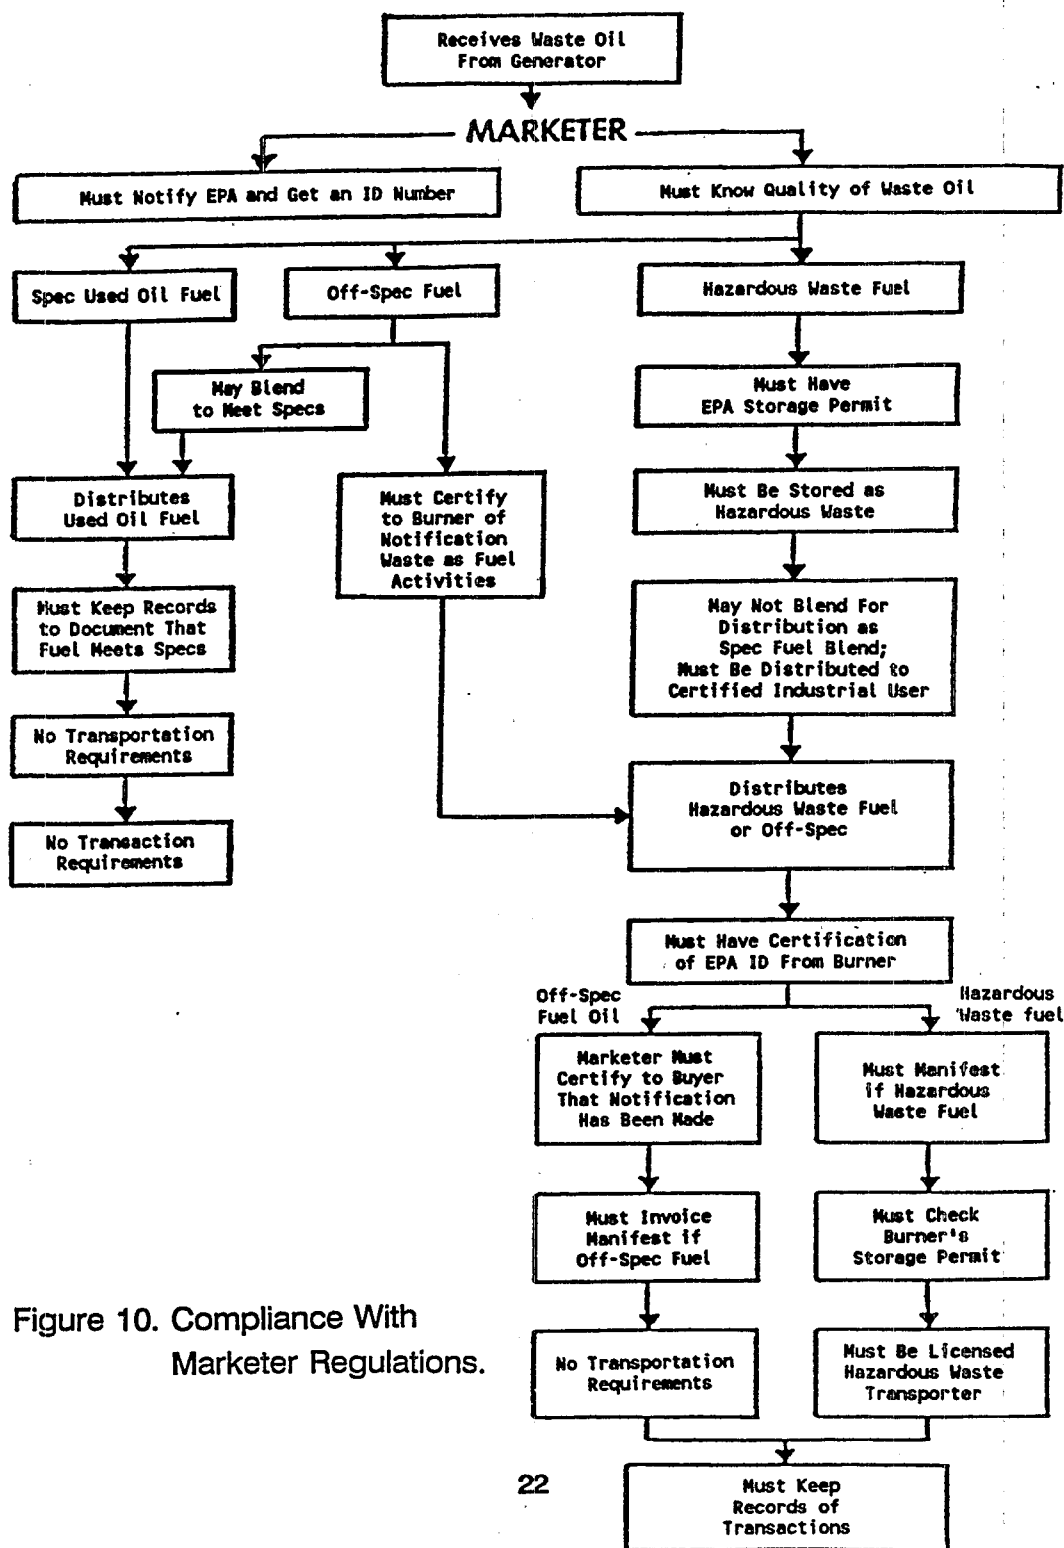 Receives Waste Oil
From Generator
MARKETER
Must Notify EPA and Get an ID Number
Must Know Quality of Waste Oil
Spec Used Oil Fuel
Off-Spec Fuel
Hazardous Waste Fuel
May Blend
to Meet Specs
Must Have
EPA Storage Permit
Distributes
Used Oil Fuel
Must Certify
to Burner of
Notification
Waste as Fuel
Activities
Must Be Stored as
Hazardous Waste
Must Keep Records
to Document That
Fuel Meets Specs
May Not Blend For
Distribution as
Spec Fuel Blend;
Must Be Distributed to
Certified Industrial User
No Transportation
Requirements
Distributes
Hazardous Waste Fuel
or Off-Spec
No Transaction
Requirements
Must Have Certification
of EPA ID From Burner
Off-Spec
Fuel Oil
Hazardous
Waste fuel
Marketer Must
Certify to Buyer
That Notification
Has Been Made
Must Manifest
if Hazardous
Waste Fuel
Must Invoice
Manifest if
Off-Spec Fuel
Must Check
Burner's
Storage Permit
Figure 10. Compliance With
Marketer Regulations.
No Transportation
Requirements
Must Be Licensed
Hazardous Waste
Transporter
22
Must Keep
Records of
Transactions